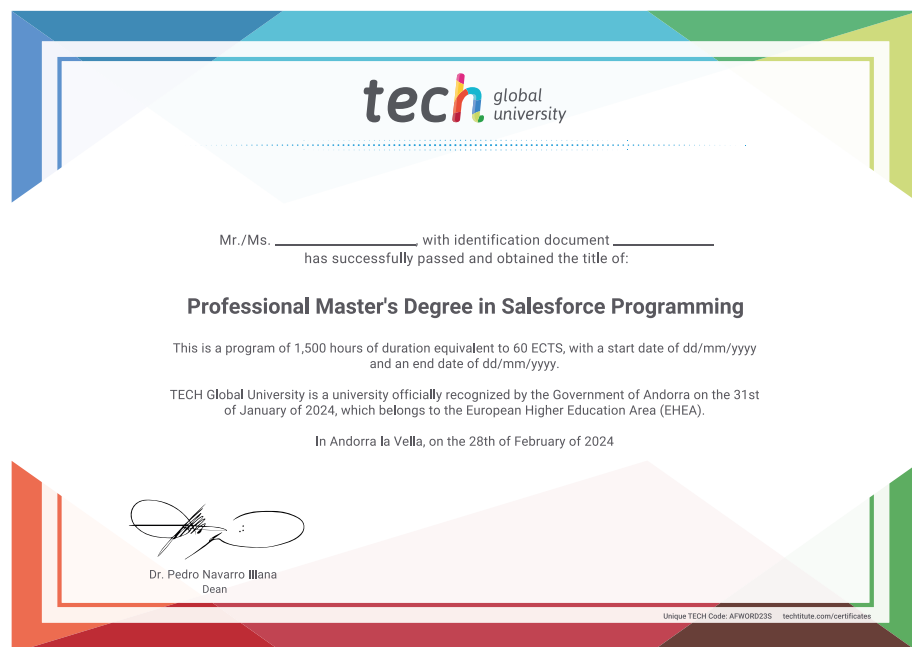 tech global
university
Mr./Ms. ____________________, with identification document ______________
has successfully passed and obtained the title of:
Professional Master's Degree in Salesforce Programming
This is a program of 1,500 hours of duration equivalent to 60 ECTS, with a start date of dd/mm/yyyy
and an end date of dd/mm/yyyy.
TECH Global University is a university officially recognized by the Government of Andorra on the 31st
of January of 2024, which belongs to the European Higher Education Area (EHEA).
In Andorra la Vella, on the 28th of February of 2024
Dr. Pedro Navarro Illana
Dean
Unique TECH Code: AFWORD23S techtitute.com/certificates